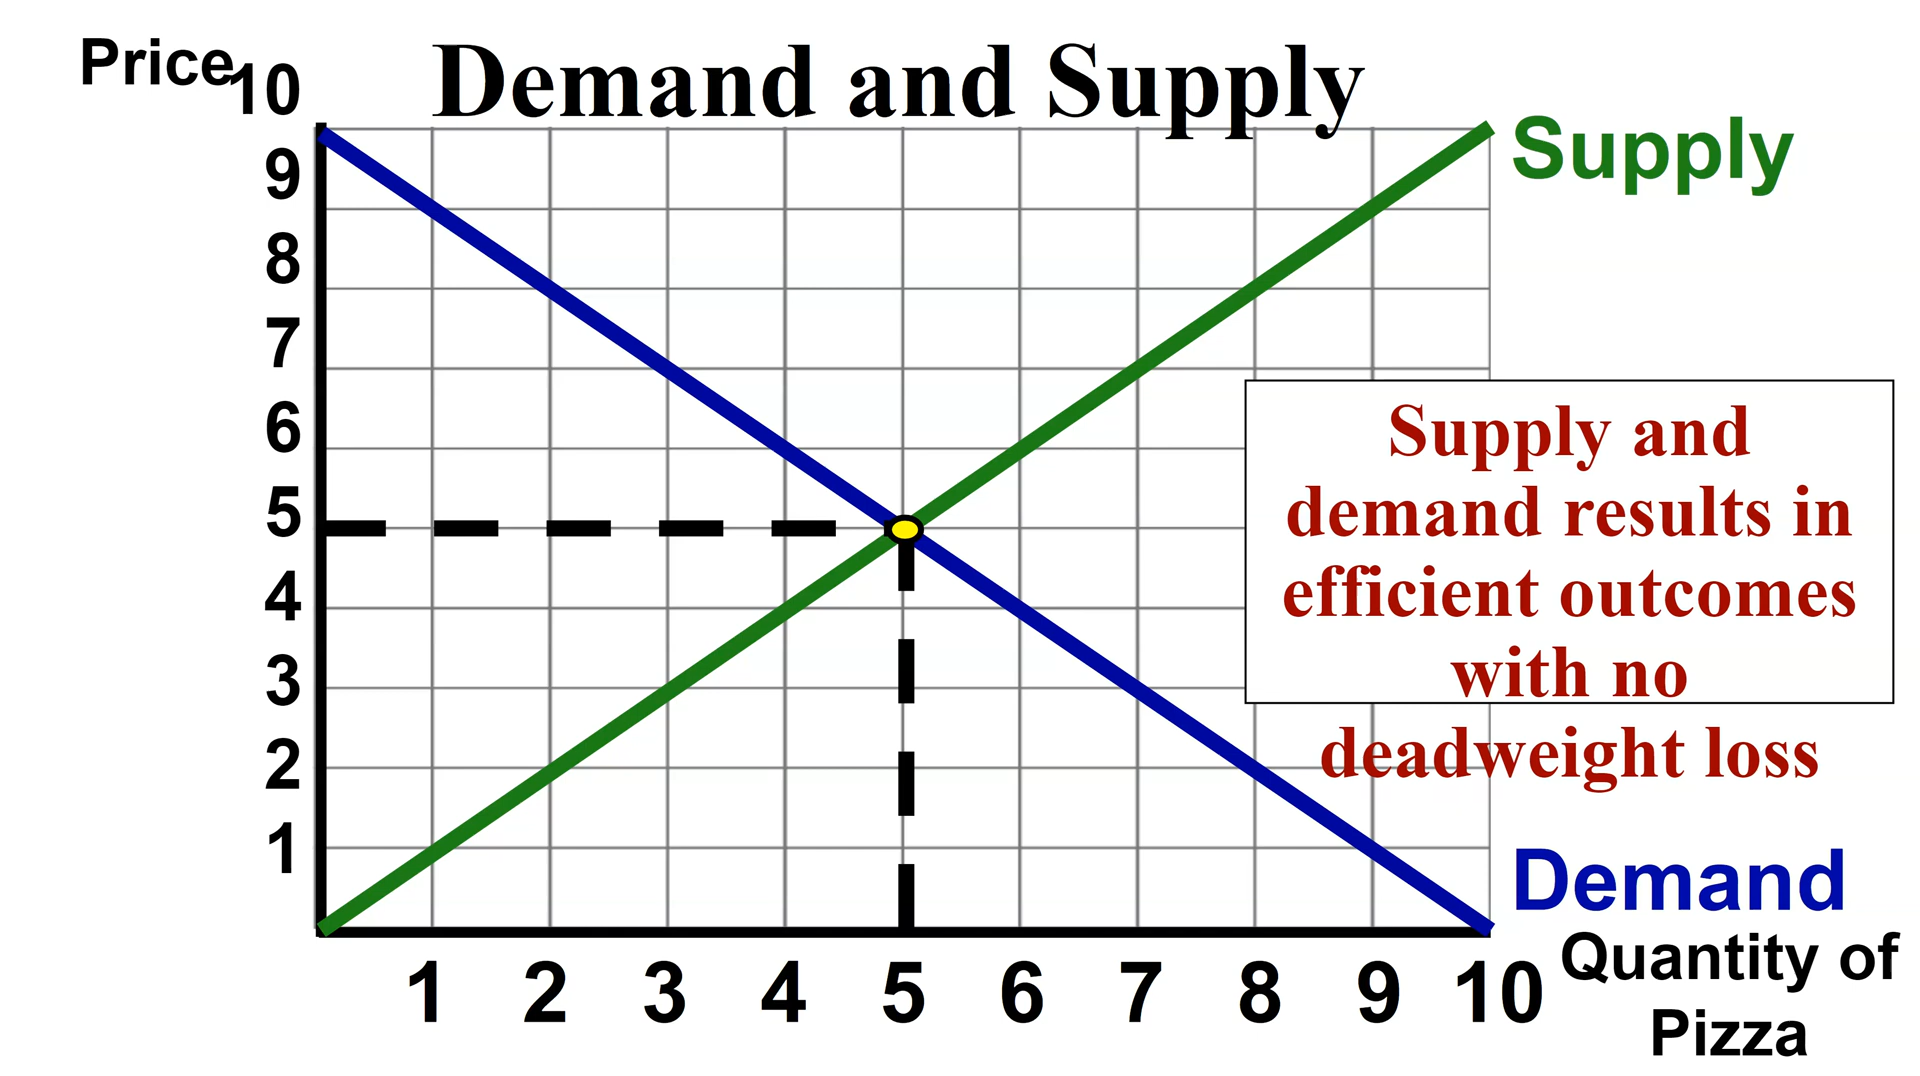 Demand and Supply
Price
10
9
8
7
6
5
4
3
2
1
Supply
Supply and
demand results in
efficient outcomes
with no
deadweight loss
Demand
1 2 3 4 5 6 7 8 9 10
Quantity of
Pizza